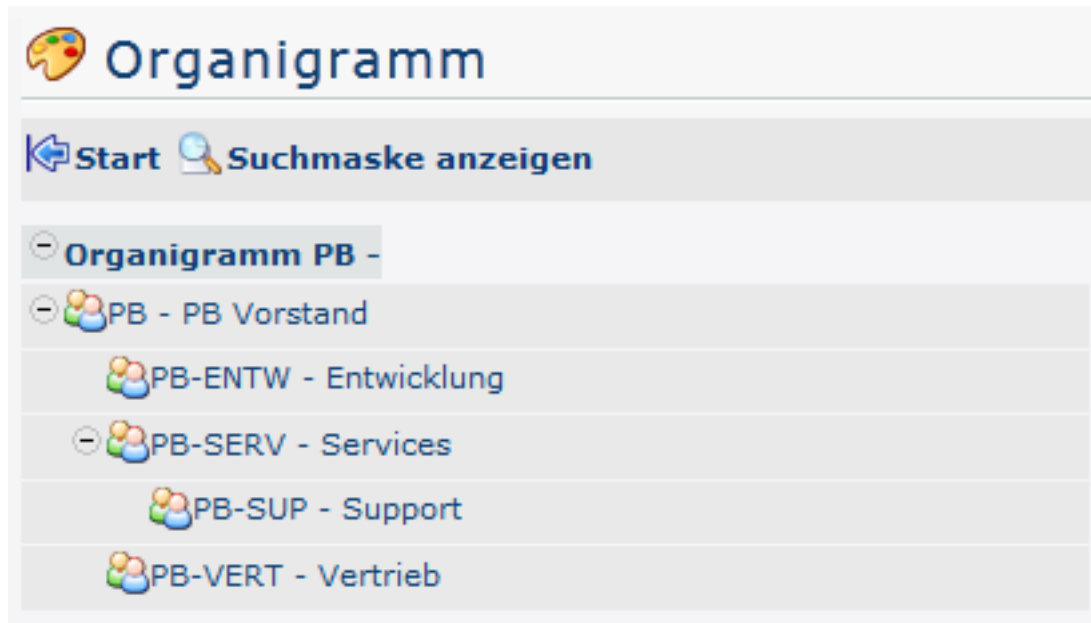 Organigramm
Start Suchmaske anzeigen
Organigramm PB -
PB - PB Vorstand
PB-ENTW - Entwicklung
PB-SERV - Services
PB-SUP - Support
PB-VERT - Vertrieb